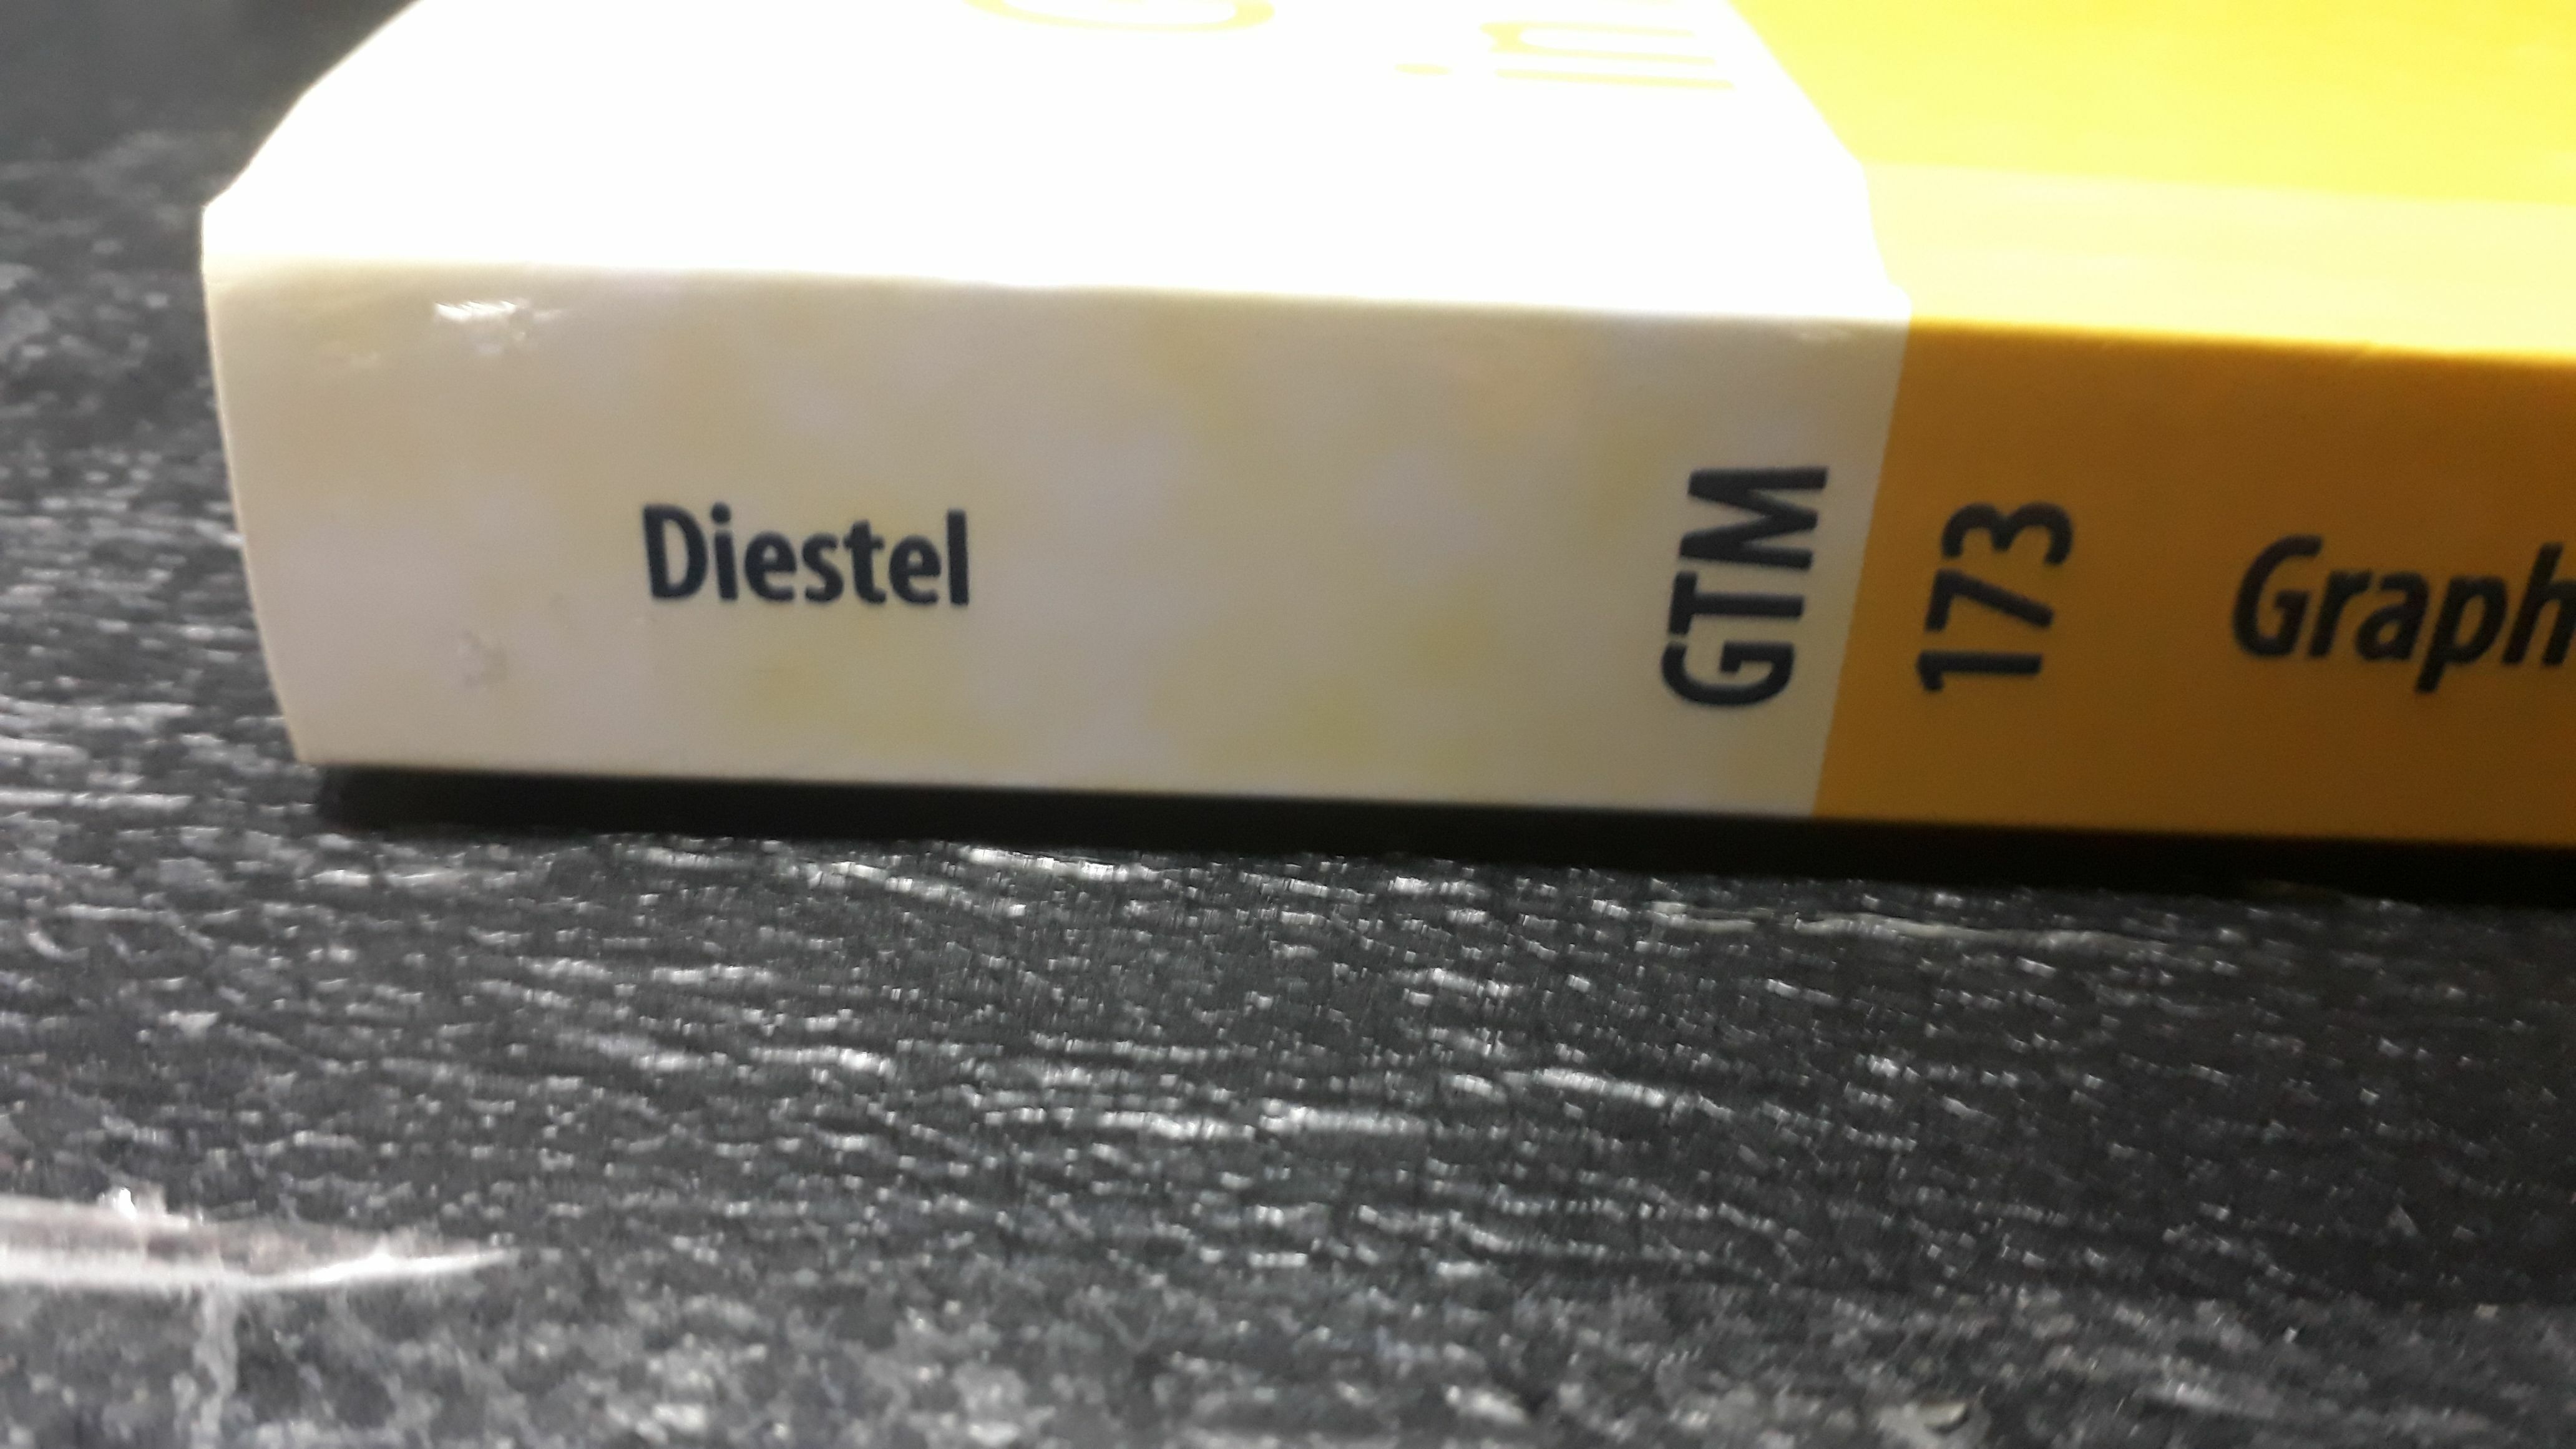 Diestel
GTM
173
Graph